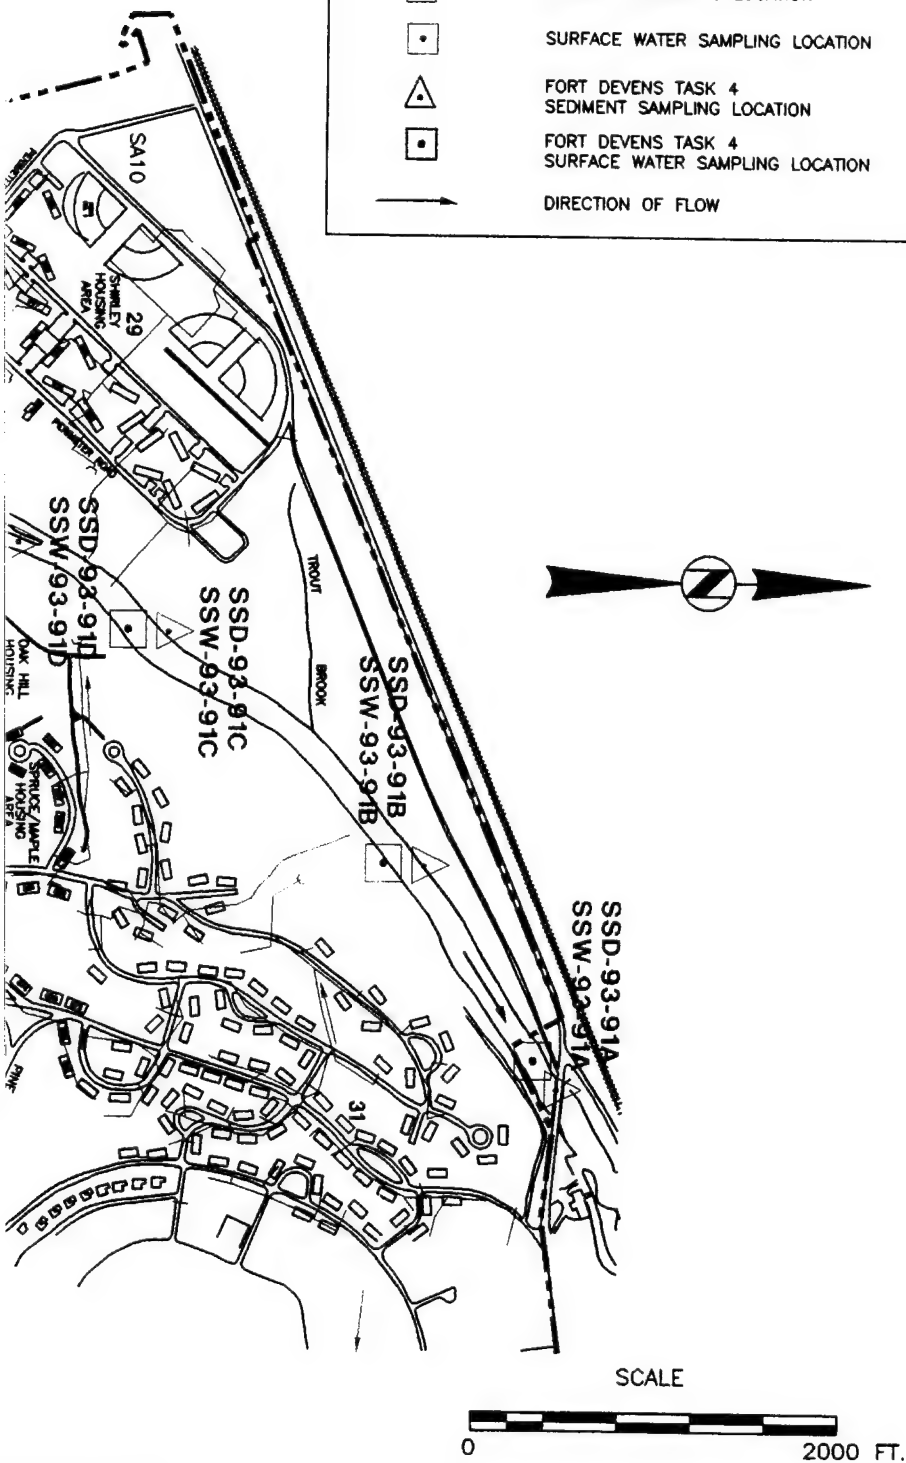 LOCATION
SURFACE WATER SAMPLING LOCATION
FORT DEVENS TASK 4
SEDIMENT SAMPLING LOCATION
FORT DEVENS TASK 4
SURFACE WATER SAMPLING LOCATION
DIRECTION OF FLOW
SA10
SHIRLEY
HOUSING
AREA
29
ROAD
TROUT
BROOK
SSD-93-91D
SSW-93-91D
SSD-93-91C
SSW-93-91C
SSD-93-91B
SSW-93-91B
SSD-93-91A
SSW-93-91A
OAK HILL
HOUSING
SPRUCE/MAPLE
HOUSING
AREA
PINE
31
N
SCALE
0
2000 FT.